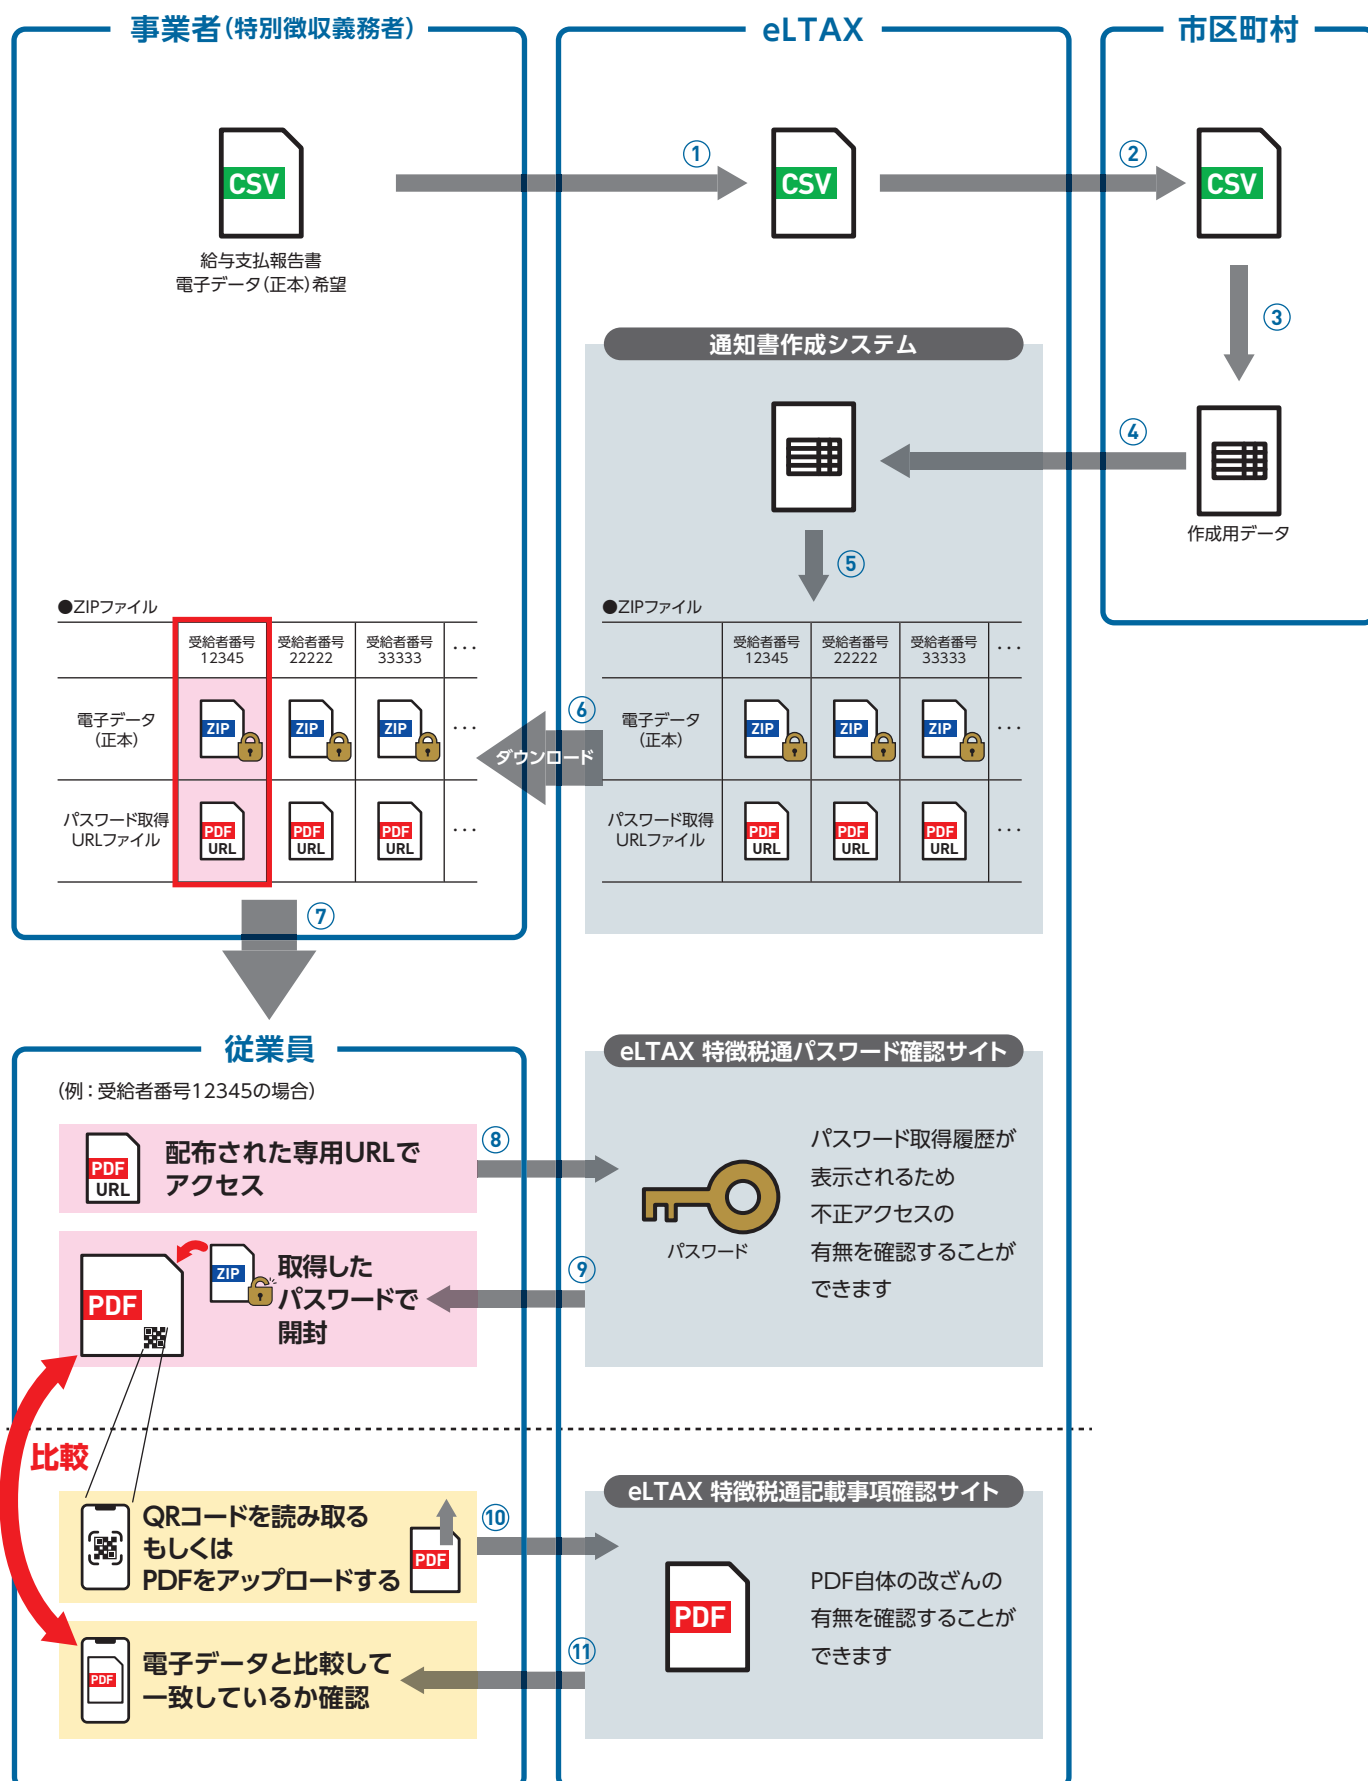 事業者(特別徴収義務者)
eLTAX
市区町村
①
②
CSV
CSV
CSV
給与支払報告書
電子データ(正本)希望
③
通知書作成システム
④
作成用データ
⑤
●ZIPファイル
受給者番号
12345
受給者番号
22222
受給者番号
33333
・・・
電子データ
(正本)
ZIP
ZIP
ZIP
・・・
パスワード取得
URLファイル
PDF
URL
PDF
URL
PDF
URL
・・・
⑥
ダウンロード
●ZIPファイル
受給者番号
12345
受給者番号
22222
受給者番号
33333
・・・
電子データ
(正本)
ZIP
ZIP
ZIP
・・・
パスワード取得
URLファイル
PDF
URL
PDF
URL
PDF
URL
・・・
⑦
従業員
(例：受給者番号12345の場合)
PDF
URL
配布された専用URLで
アクセス
⑧
eLTAX 特徴税通パスワード確認サイト
パスワード
パスワード取得履歴が
表示されるため
不正アクセスの
有無を確認することが
できます
PDF
ZIP
取得した
パスワードで
開封
⑨
比較
QRコードを読み取る
もしくは
PDFをアップロードする
PDF
⑩
eLTAX 特徴税通記載事項確認サイト
PDF
PDF自体の改ざんの
有無を確認することが
できます
PDF
電子データと比較して
一致しているか確認
⑪